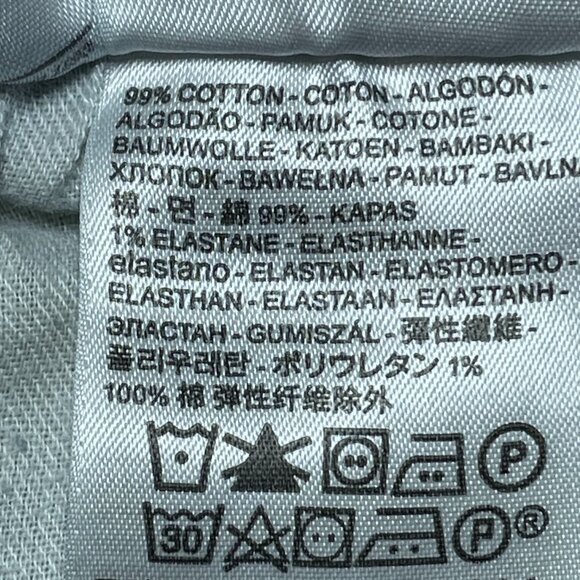 99% COTTON - COTON - ALGODÓN -
ALGODÃO - PAMUK - COTONE -
BAUMWOLLE - KATOEN - BAMBAKI -
ХЛОПОК - BAWEŁNA - PAMUT - BAVLNA
棉 - 면 - 綿 99% - KAPAS
1% ELASTANE - ELASTHANNE -
elastano - ELASTAN - ELASTOMERO -
ELASTHAN - ELASTAAN - ΕΛΑΣΤΑΝΗ -
ЭЛАСТАН - GUMISZÁL - 彈性纖維 -
폴리우레탄 - ポリウレタン 1%
100% 棉 弹性纤维除外
P
30 P®